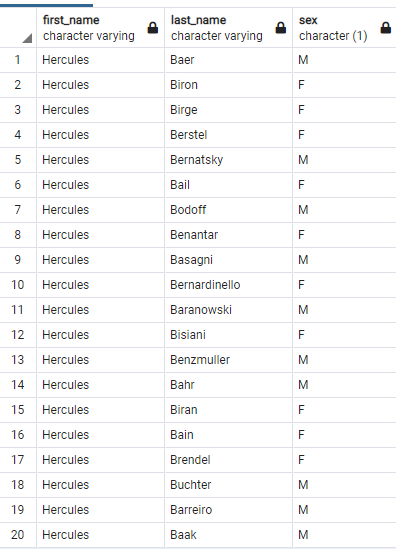 first_name last_name sex
character varying character varying character (1)
1 Hercules Baer M
2 Hercules Biron F
3 Hercules Birge F
4 Hercules Berstel F
5 Hercules Bernatsky M
6 Hercules Bail F
7 Hercules Bodoff M
8 Hercules Benantar F
9 Hercules Basagni M
10 Hercules Bernardinello F
11 Hercules Baranowski M
12 Hercules Bisiani F
13 Hercules Benzmuller M
14 Hercules Bahr M
15 Hercules Biran F
16 Hercules Bain F
17 Hercules Brendel F
18 Hercules Buchter M
19 Hercules Barreiro M
20 Hercules Baak M